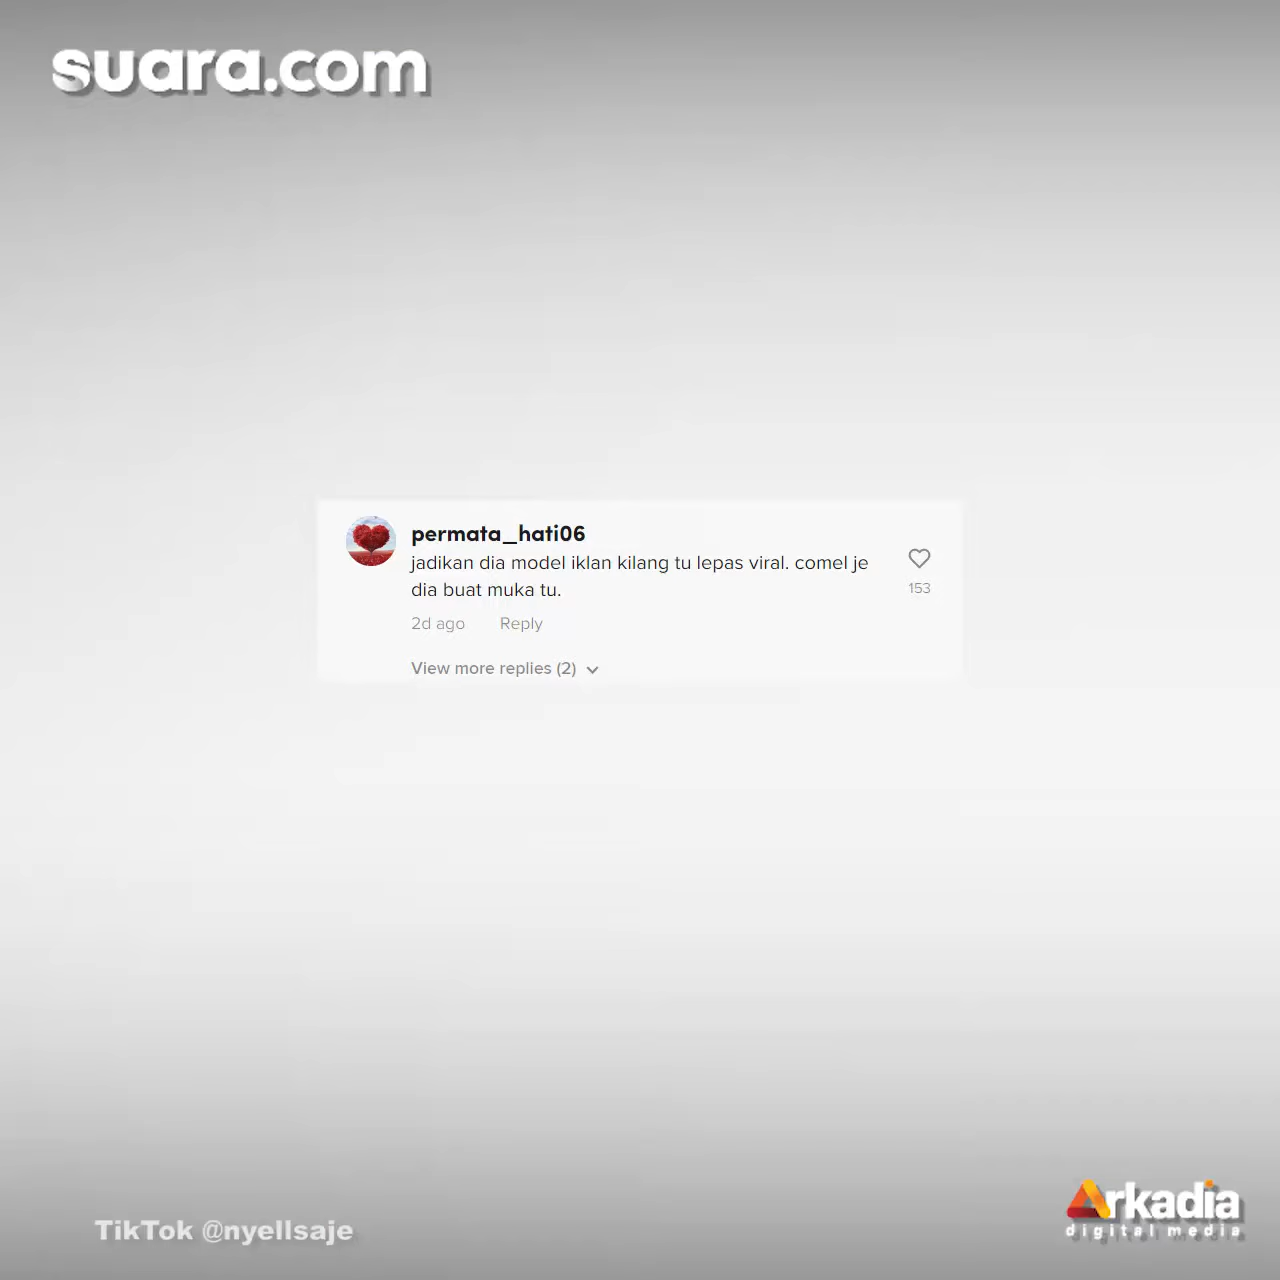 suara.com
permata_hati06
jadikan dia model iklan kilang tu lepas viral. comel je
dia buat muka tu.
153
2d ago Reply
View more replies (2)
TikTok @nyellsaje
Arkadia
digital media